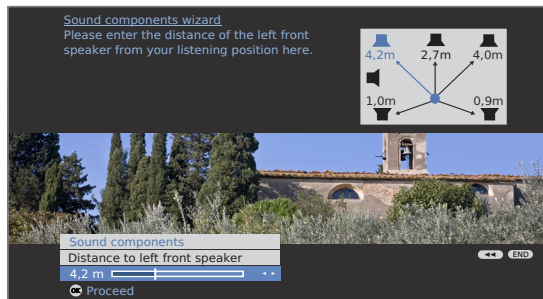 Sound components wizard
Please enter the distance of the left front
speaker from your listening position here.
4,2m 2,7m 4,0m
1,0m 0,9m
END
Sound components
Distance to left front speaker
4,2 m
OK Proceed